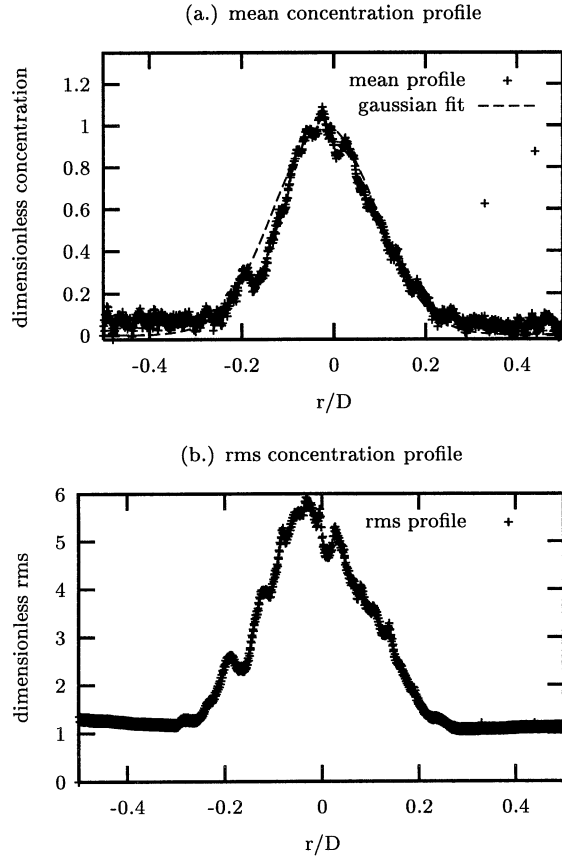 (a.) mean concentration profile
dimensionless concentration
1.2
1
0.8
0.6
0.4
0.2
0
mean profile +
gaussian fit
-0.4 -0.2 0 0.2 0.4
r/D
(b.) rms concentration profile
dimensionless rms
6
5
4
3
2
1
0
rms profile +
-0.4 -0.2 0 0.2 0.4
r/D